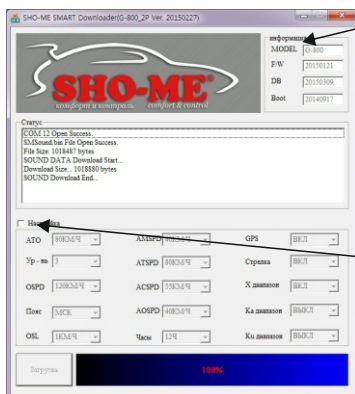 SHO-ME SMART Downloader(G-800_2P Ver. 20150227)
SHO-ME®
комфорт и контроль comfort & control
информация
MODEL G-800
F/W 20150121
DB 20150309
Boot 20140917
Статус
COM 12 Open Success.
SMSound.bin File Open Success.
File Size: 1018487 bytes
SOUND DATA Download Start...
Download Size... 1018880 bytes
SOUND Download End...
Настройка
ATO 80КМ/Ч AMSPD 40КМ/Ч GPS ВКЛ
Ур - нь 3 ATSPD 80КМ/Ч Стрелка ВКЛ
OSPD 120КМ/Ч ACSPD 35КМ/Ч X диапазон ВКЛ
Пояс МСК AOSPD 40КМ/Ч Ка диапазон ВЫКЛ
OSL 1КМ/Ч Часы 12Ч Ku диапазон ВЫКЛ
Загрузка 100%